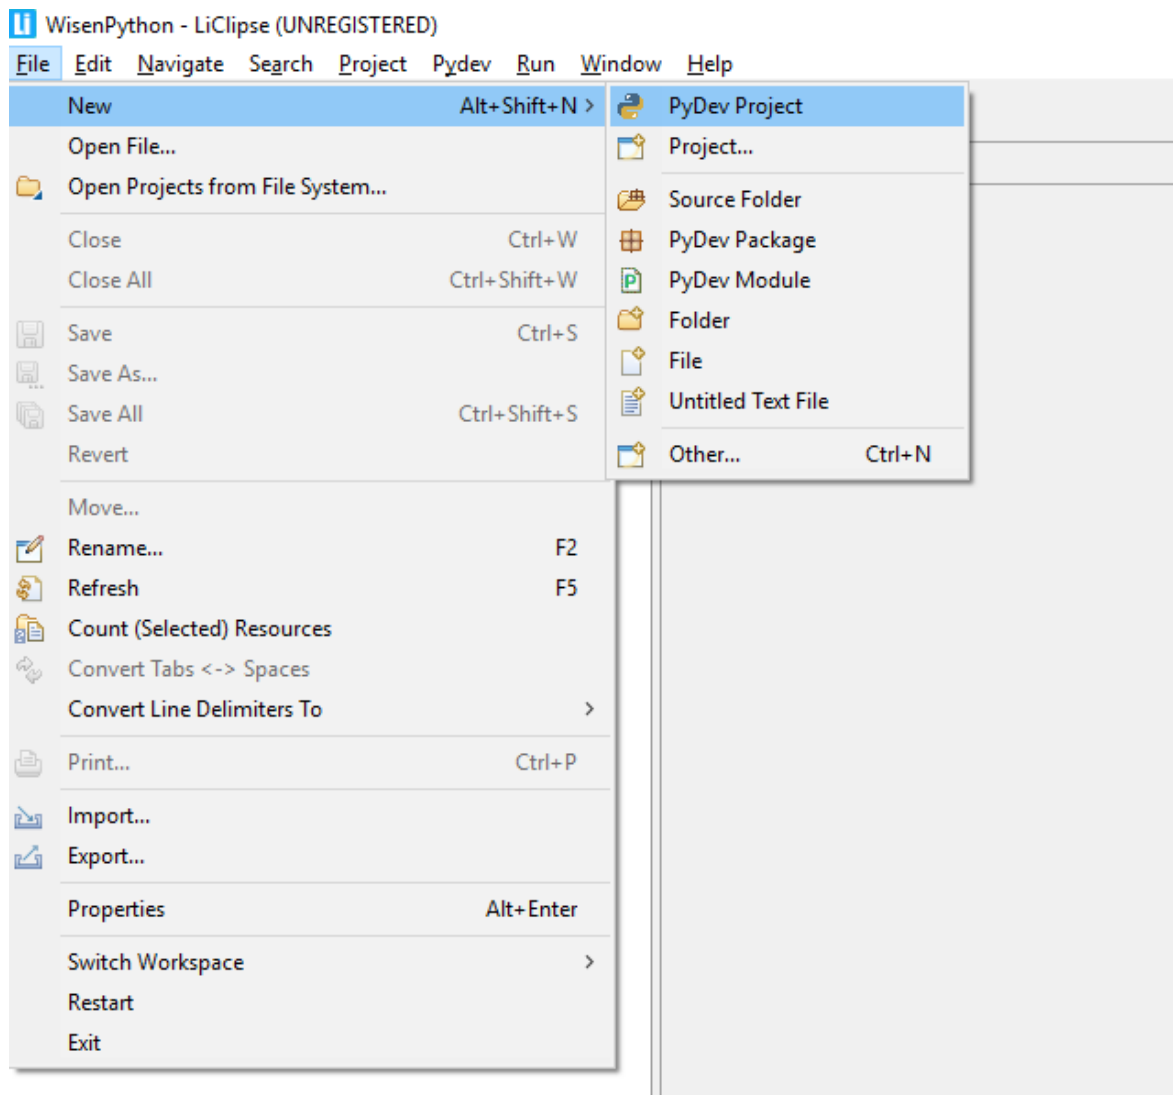 WisenPython - LiClipse (UNREGISTERED)
File Edit Navigate Search Project Pydev Run Window Help
New Alt+Shift+N >
Open File...
Open Projects from File System...
Close Ctrl+W
Close All Ctrl+Shift+W
Save Ctrl+S
Save As...
Save All Ctrl+Shift+S
Revert
Move...
Rename... F2
Refresh F5
Count (Selected) Resources
Convert Tabs <-> Spaces
Convert Line Delimiters To >
Print... Ctrl+P
Import...
Export...
Properties Alt+Enter
Switch Workspace >
Restart
Exit
PyDev Project
Project...
Source Folder
PyDev Package
PyDev Module
Folder
File
Untitled Text File
Other... Ctrl+N